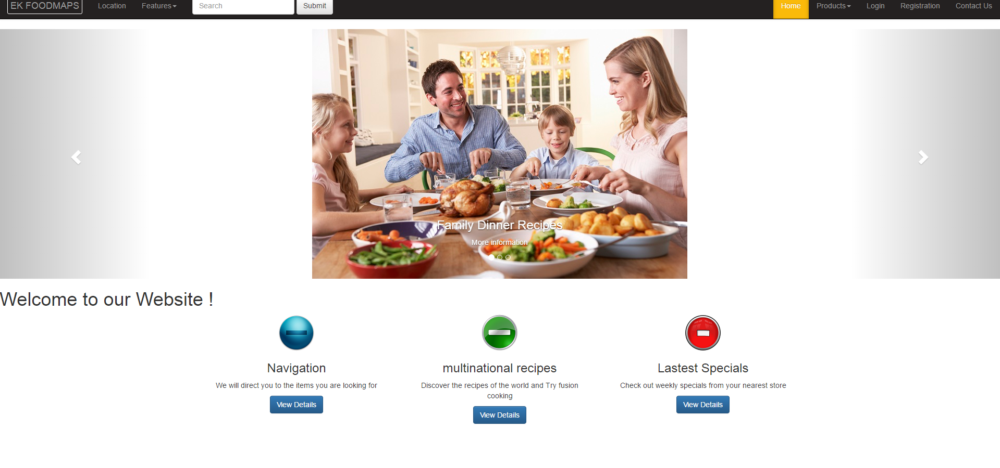 EK FOODMAPS Location Features Search Submit Home Products Login Registration Contact Us
Family Dinner Recipes
More information
Welcome to our Website !
Navigation
We will direct you to the items you are looking for
View Details
multinational recipes
Discover the recipes of the world and Try fusion
cooking
View Details
Lastest Specials
Check out weekly specials from your nearest store
View Details